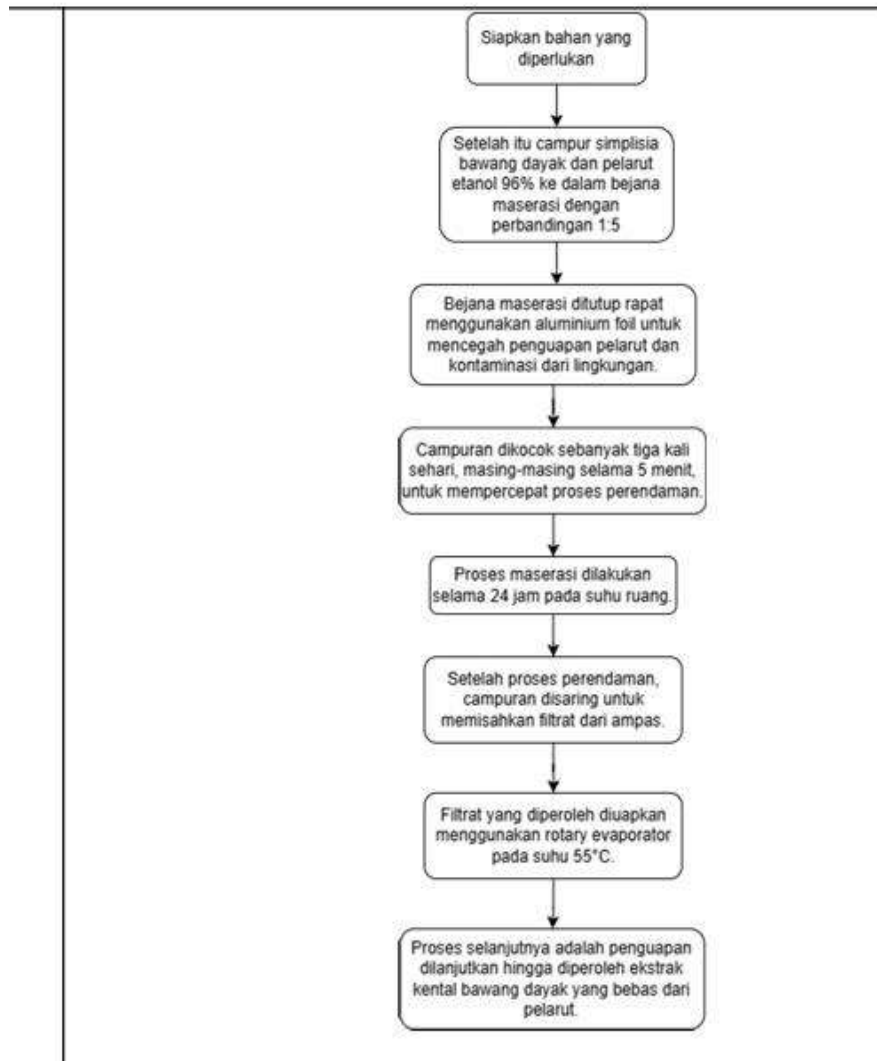 Siapkan bahan yang
diperlukan
Setelah itu campur simplisia
bawang dayak dan pelarut
etanol 96% ke dalam bejana
maserasi dengan
perbandingan 1:5
Bejana maserasi ditutup rapat
menggunakan aluminium foil untuk
mencegah penguapan pelarut dan
kontaminasi dari lingkungan.
Campuran dikocok sebanyak tiga kali
sehari, masing-masing selama 5 menit,
untuk mempercepat proses perendaman.
Proses maserasi dilakukan
selama 24 jam pada suhu ruang.
Setelah proses perendaman,
campuran disaring untuk
memisahkan filtrat dari ampas.
Filtrat yang diperoleh diuapkan
menggunakan rotary evaporator
pada suhu 55°C.
Proses selanjutnya adalah penguapan
dilanjutkan hingga diperoleh ekstrak
kental bawang dayak yang bebas dari
pelarut.